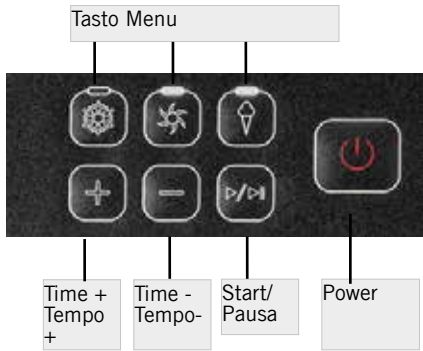 Tasto Menu
Time +
Tempo
+
Time -
Tempo-
Start/
Pausa
Power